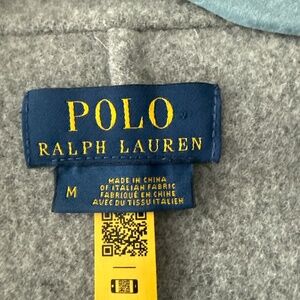 POLO
RALPH LAUREN
M
MADE IN CHINA
OF ITALIAN FABRIC
FABRIQUÉ EN CHINE
AVEC DU TISSU ITALIEN